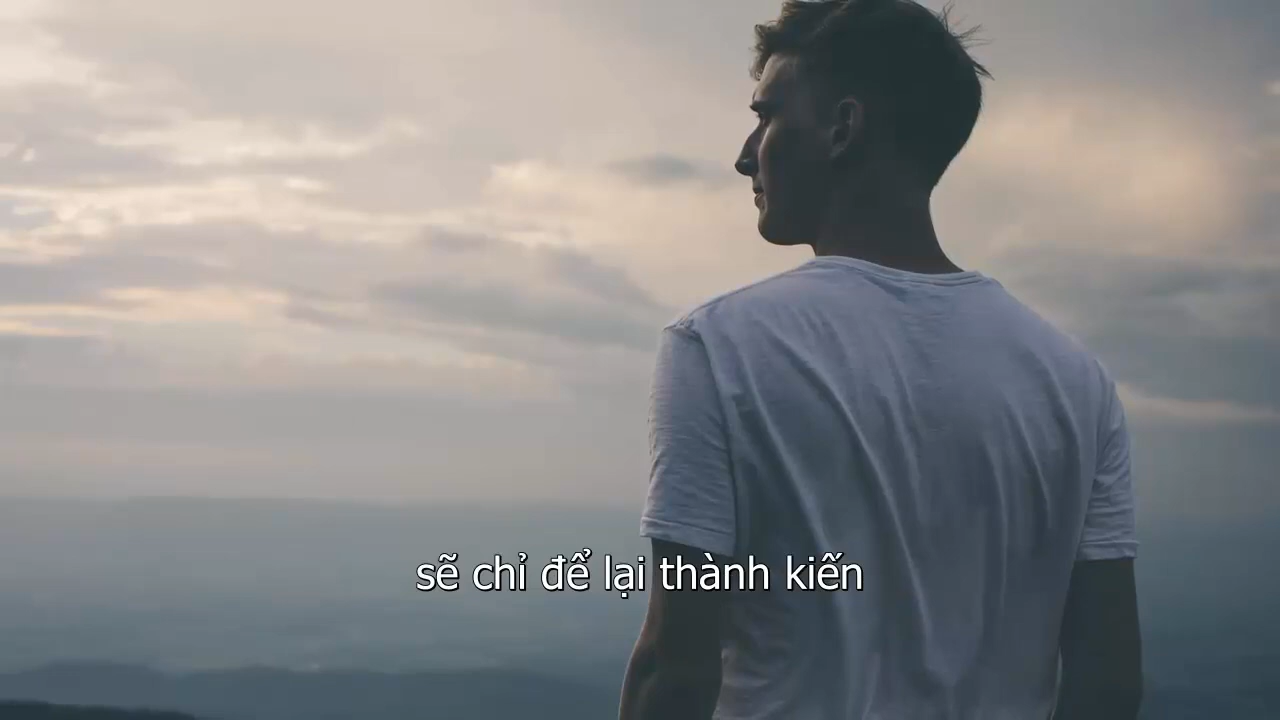 sẽ chỉ để lại thành kiến